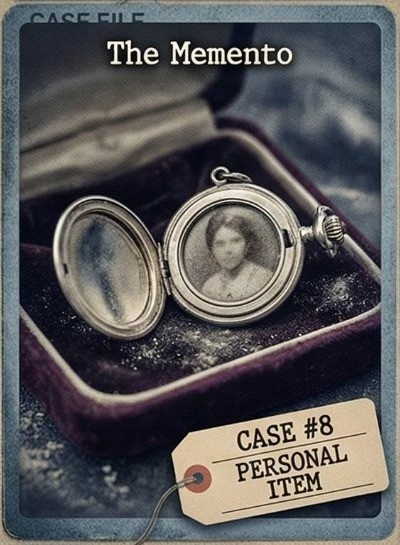 CASE FILE
The Memento
CASE #8
PERSONAL
ITEM